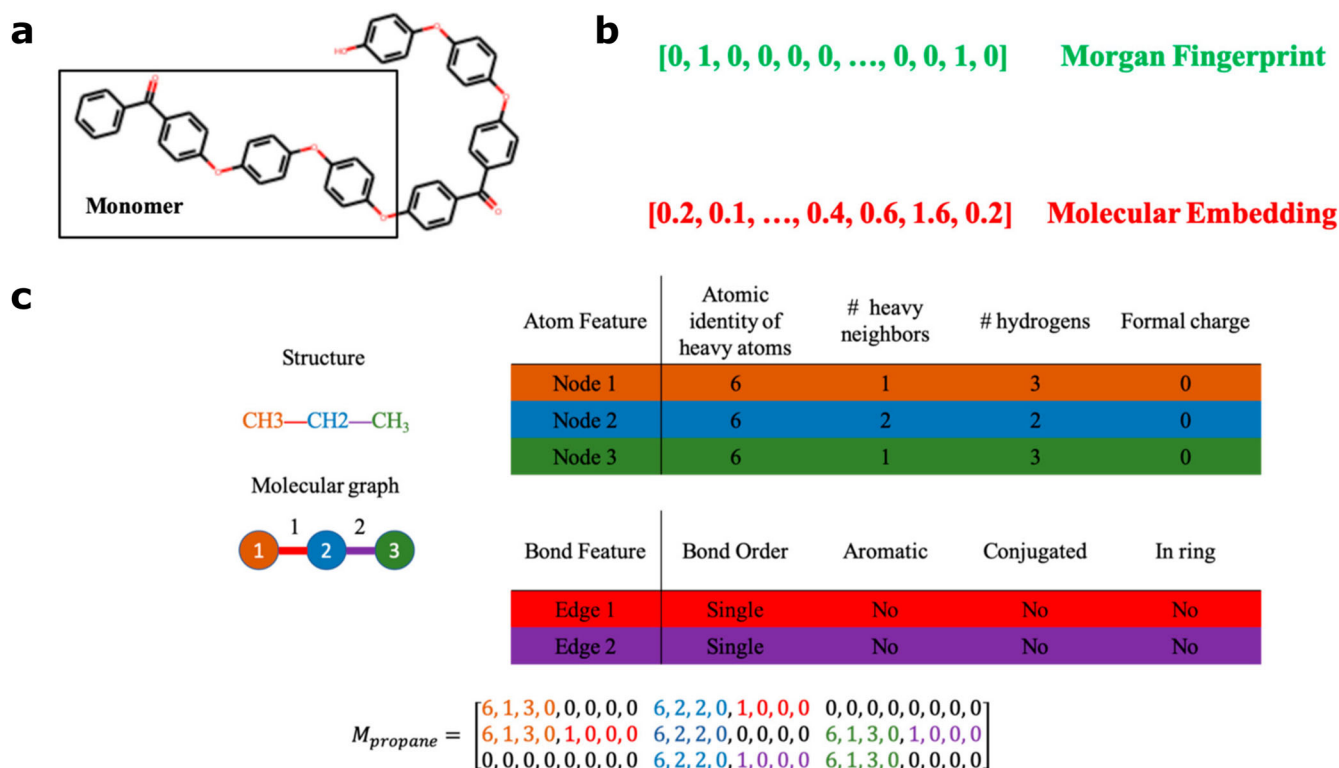 a
HO
O
O
O
O
O
O
Monomer
b
[0, 1, 0, 0, 0, 0, …, 0, 0, 1, 0] Morgan Fingerprint
[0.2, 0.1, …, 0.4, 0.6, 1.6, 0.2] Molecular Embedding
c
Structure
CH3—CH2—CH₃
Molecular graph
1 2
1 2 3
Atom Feature Atomic identity of heavy atoms # heavy neighbors # hydrogens Formal charge
Node 1 6 1 3 0
Node 2 6 2 2 0
Node 3 6 1 3 0
Bond Feature Bond Order Aromatic Conjugated In ring
Edge 1 Single No No No
Edge 2 Single No No No
M_propane =
6, 1, 3, 0, 0, 0, 0, 0 6, 2, 2, 0, 1, 0, 0, 0 0, 0, 0, 0, 0, 0, 0, 0
6, 1, 3, 0, 1, 0, 0, 0 6, 2, 2, 0, 0, 0, 0, 0 6, 1, 3, 0, 1, 0, 0, 0
0, 0, 0, 0, 0, 0, 0, 0 6, 2, 2, 0, 1, 0, 0, 0 6, 1, 3, 0, 0, 0, 0, 0